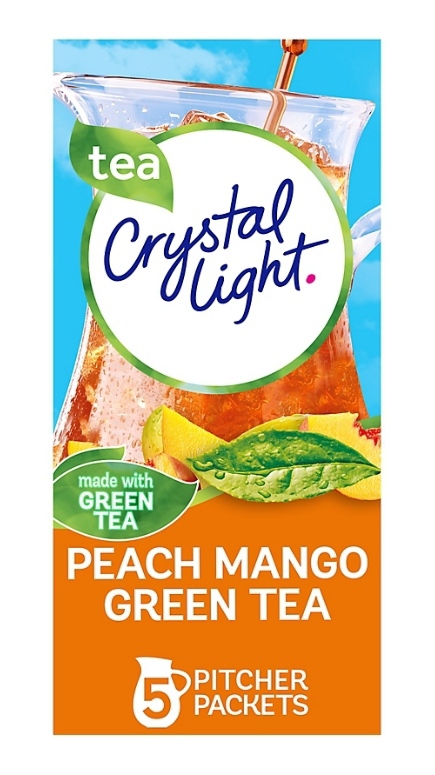 tea
Crystal
Light.
made with
GREEN
TEA
PEACH MANGO
GREEN TEA
5 PITCHER
PACKETS